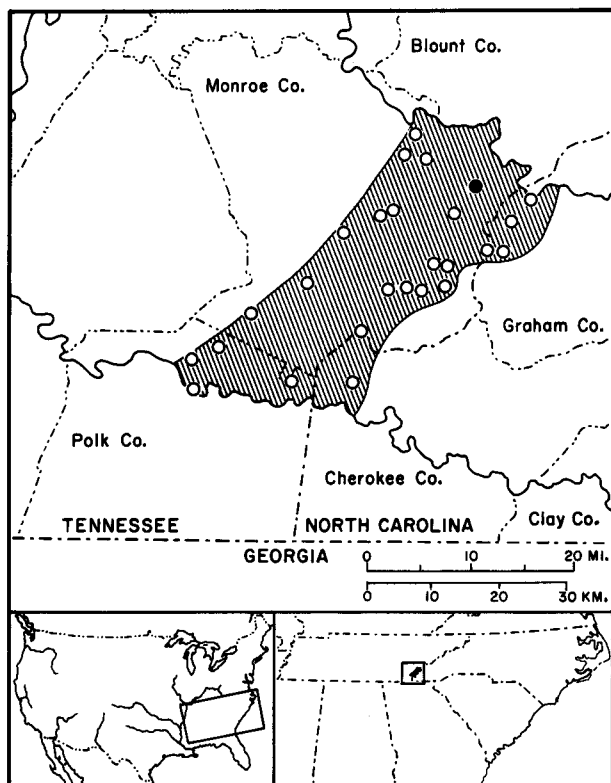 Blount Co.
Monroe Co.
Graham Co.
Polk Co.
Cherokee Co.
TENNESSEE
NORTH CAROLINA
Clay Co.
GEORGIA
0 10 20 MI.
0 10 20 30 KM.